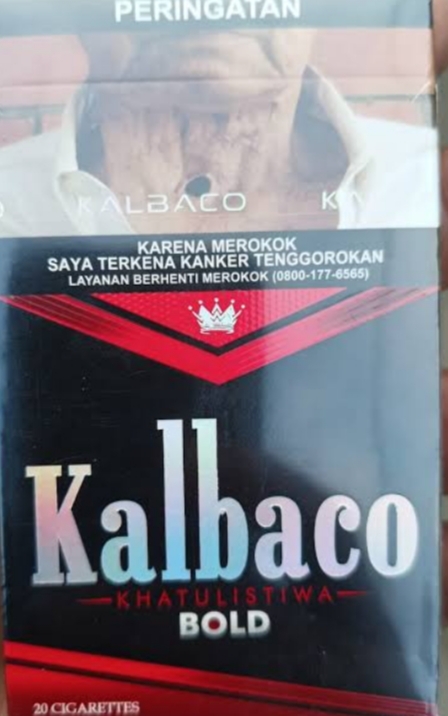 PERINGATAN
KALBACO
KARENA MEROKOK
SAYA TERKENA KANKER TENGGOROKAN
LAYANAN BERHENTI MEROKOK (0800-177-6565)
Kalbaco
KHATULISTIWA
BOLD
20 CIGARETTES